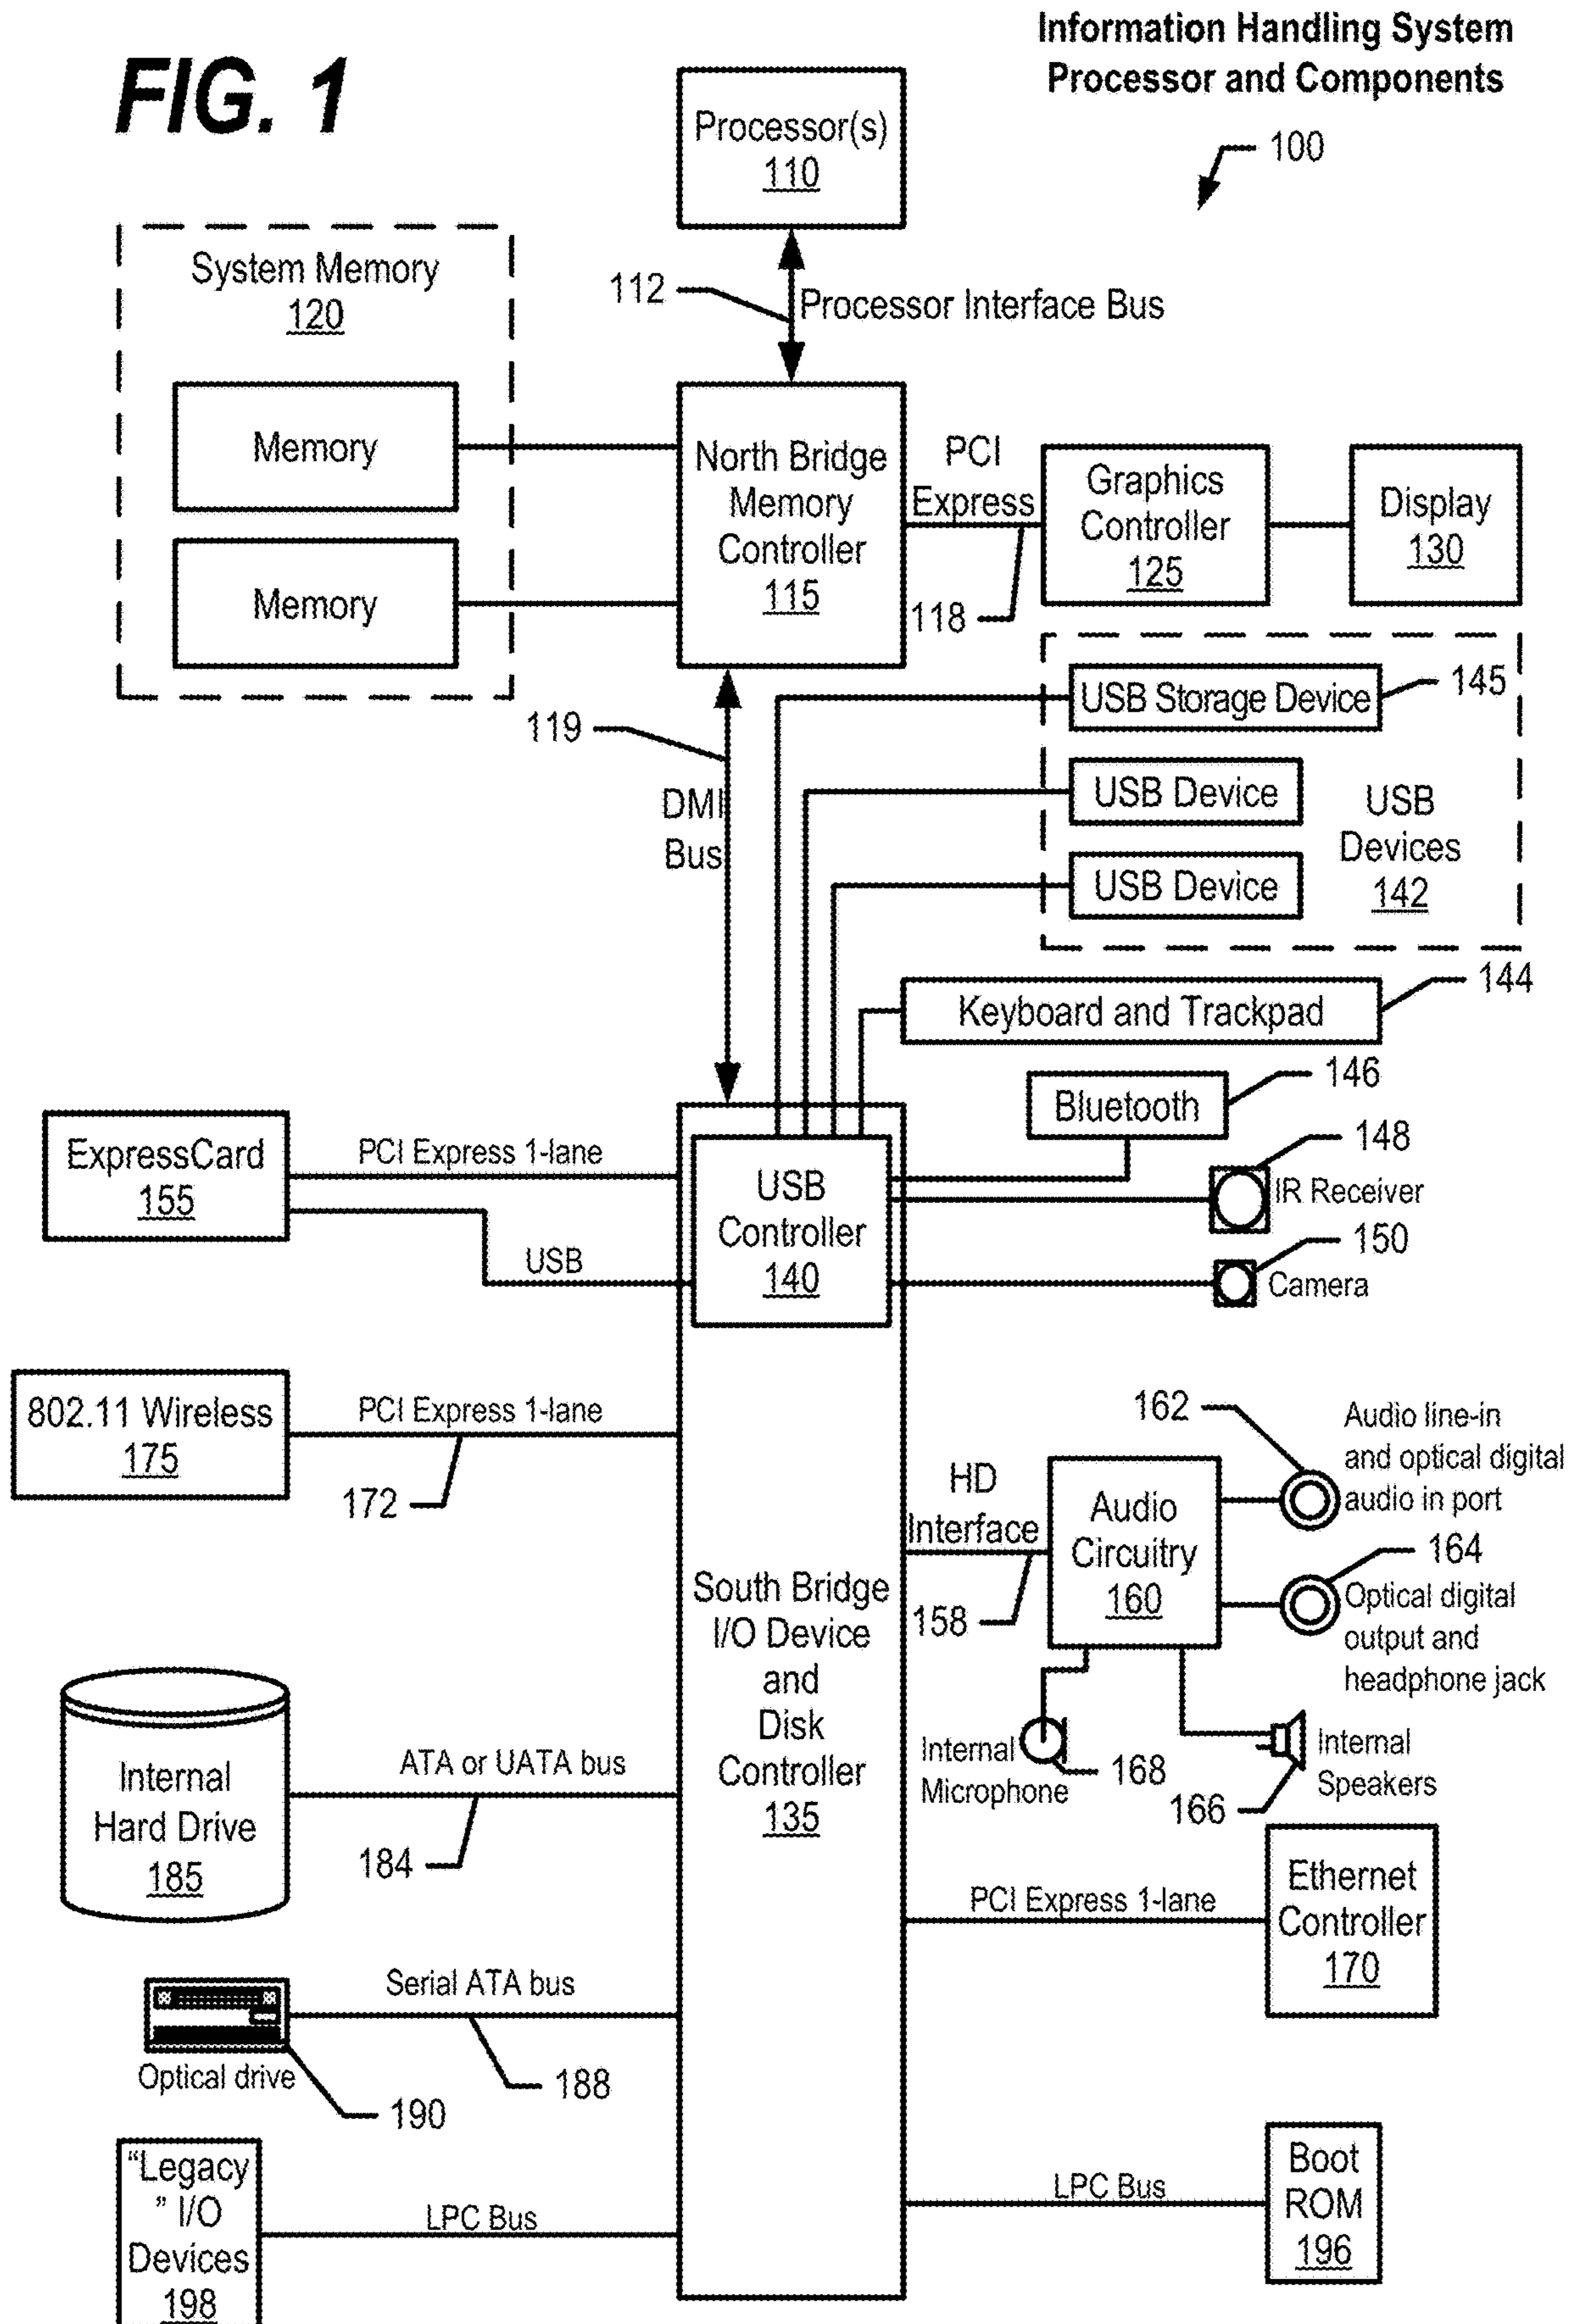 Information Handling System
Processor and Components
FIG. 1
100
Processor(s)
110
112
Processor Interface Bus
System Memory
120
Memory
Memory
North Bridge
Memory
Controller
115
PCI
Express
118
Graphics
Controller
125
Display
130
119
DMI
Bus
USB Storage Device
145
USB Device
USB Device
USB
Devices
142
Keyboard and Trackpad
144
Bluetooth
146
148
IR Receiver
150
Camera
ExpressCard
155
PCI Express 1-lane
USB
USB
Controller
140
802.11 Wireless
175
PCI Express 1-lane
172
South Bridge
I/O Device
and
Disk
Controller
135
HD
Interface
158
Audio
Circuitry
160
162
Audio line-in
and optical digital
audio in port
164
Optical digital
output and
headphone jack
Internal
Microphone
168
Internal
Speakers
166
Internal
Hard Drive
185
ATA or UATA bus
184
PCI Express 1-lane
Ethernet
Controller
170
Serial ATA bus
188
Optical drive
190
“Legacy
” I/O
Devices
198
LPC Bus
LPC Bus
Boot
ROM
196